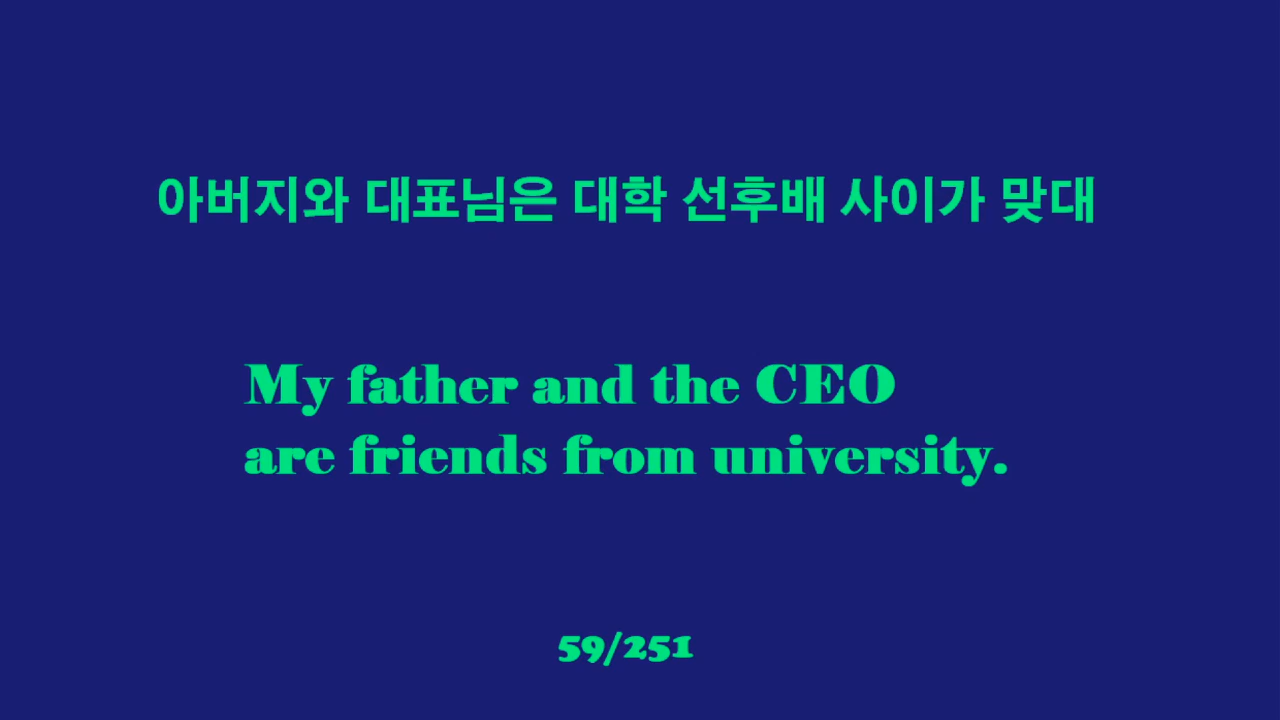 아버지와 대표님은 대학 선후배 사이가 맞대
My father and the CEO
are friends from university.
59/251